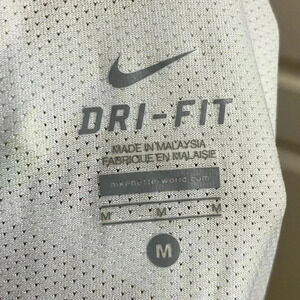 DRI-FIT
MADE IN MALAYSIA
FABRIQUE EN MALAISIE
M M M
M